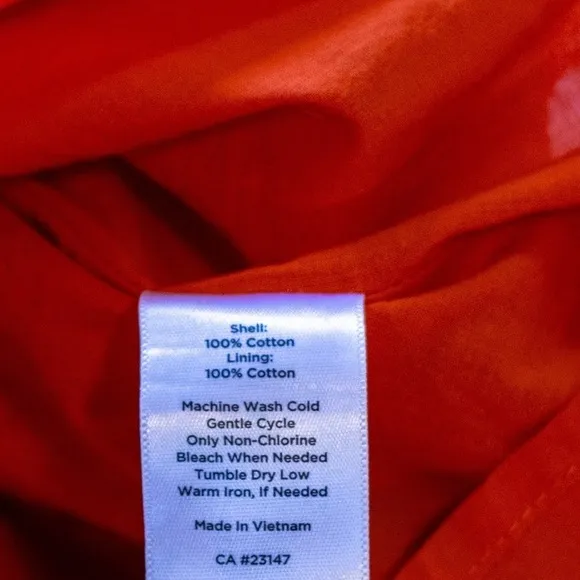 Shell:
100% Cotton
Lining:
100% Cotton
Machine Wash Cold
Gentle Cycle
Only Non-Chlorine
Bleach When Needed
Tumble Dry Low
Warm Iron, If Needed
Made In Vietnam
CA #23147